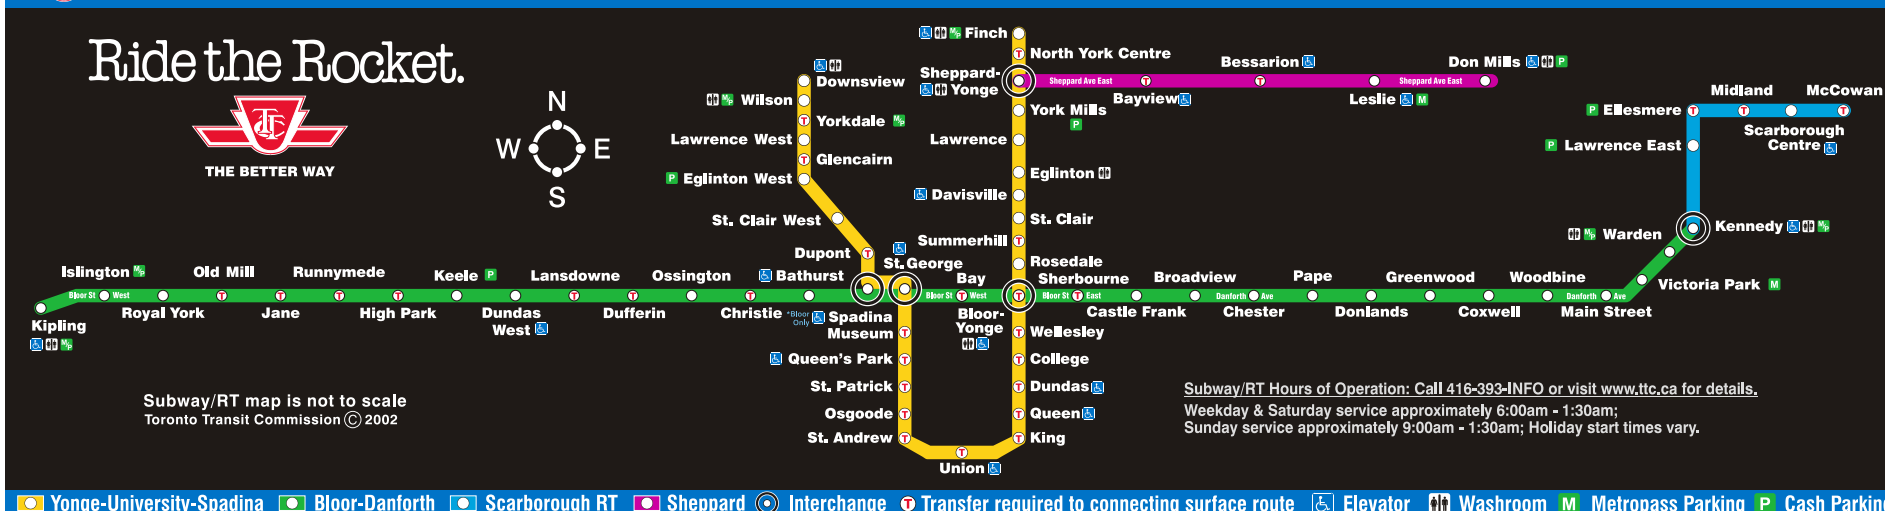 Ride the Rocket.
TTC
THE BETTER WAY
N
W
E
S
Finch
North York Centre
Sheppard-
Yonge
Sheppard Ave East
Sheppard Ave East
Bayview
Bessarion
Leslie
Don Mills
York Mills
Lawrence
Eglinton
Davisville
St. Clair
Summerhill
Rosedale
Downsview
Wilson
Yorkdale
Lawrence West
Glencairn
Eglinton West
St. Clair West
Dupont
St. George
Ellesmere
Midland
McCowan
Scarborough
Centre
Lawrence East
Kennedy
Warden
Victoria Park
Islington
Old Mill
Runnymede
Keele
Lansdowne
Ossington
Bathurst
Bay
Sherbourne
Broadview
Pape
Greenwood
Woodbine
Bloor St West
Bloor St West
Bloor St East
Danforth Ave
Danforth Ave
Kipling
Royal York
Jane
High Park
Dundas
West
Dufferin
Christie
*Bloor
Only
Spadina
Bloor-
Yonge
Castle Frank
Chester
Donlands
Coxwell
Main Street
Museum
Queen's Park
St. Patrick
Osgoode
St. Andrew
Union
Wellesley
College
Dundas
Queen
King
Subway/RT map is not to scale
Toronto Transit Commission © 2002
Subway/RT Hours of Operation: Call 416-393-INFO or visit www.ttc.ca for details.
Weekday & Saturday service approximately 6:00am - 1:30am;
Sunday service approximately 9:00am - 1:30am; Holiday start times vary.
Yonge-University-Spadina Bloor-Danforth Scarborough RT Sheppard Interchange T Transfer required to connecting surface route Elevator Washroom M Metropass Parking P Cash Parking